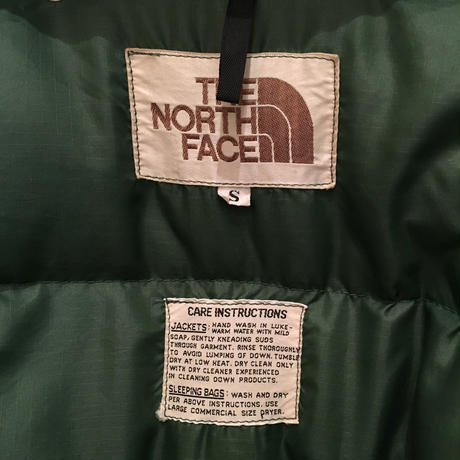 THE
NORTH
FACE
S
CARE INSTRUCTIONS
JACKETS: HAND WASH IN LUKE-
WARM WATER WITH MILD
SOAP, GENTLY KNEADING SUDS
THROUGH GARMENT. RINSE THOROUGHLY
TO AVOID LUMPING OF DOWN. TUMBLE
DRY AT LOW HEAT. DRY CLEAN ONLY
WITH DRY CLEANER EXPERIENCED
IN CLEANING DOWN PRODUCTS.
SLEEPING BAGS: WASH AND DRY
PER ABOVE INSTRUCTIONS. USE
LARGE COMMERCIAL SIZE DRYER.